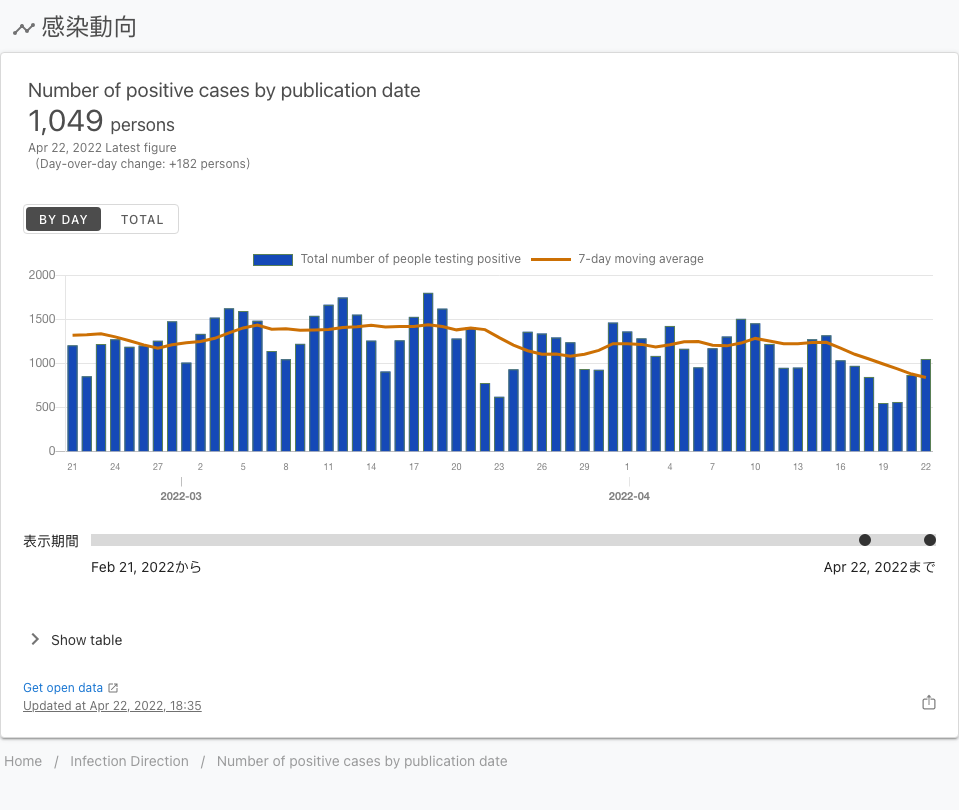 感染動向
Number of positive cases by publication date
1,049 persons
Apr 22, 2022 Latest figure
(Day-over-day change: +182 persons)
BY DAY TOTAL
Total number of people testing positive 7-day moving average
2000
1500
1000
500
0
21 24 27 2 5 8 11 14 17 20 23 26 29 1 4 7 10 13 16 19 22
2022-03 2022-04
表示期間
Feb 21, 2022から Apr 22, 2022まで
Show table
Get open data
Updated at Apr 22, 2022, 18:35
Home / Infection Direction / Number of positive cases by publication date